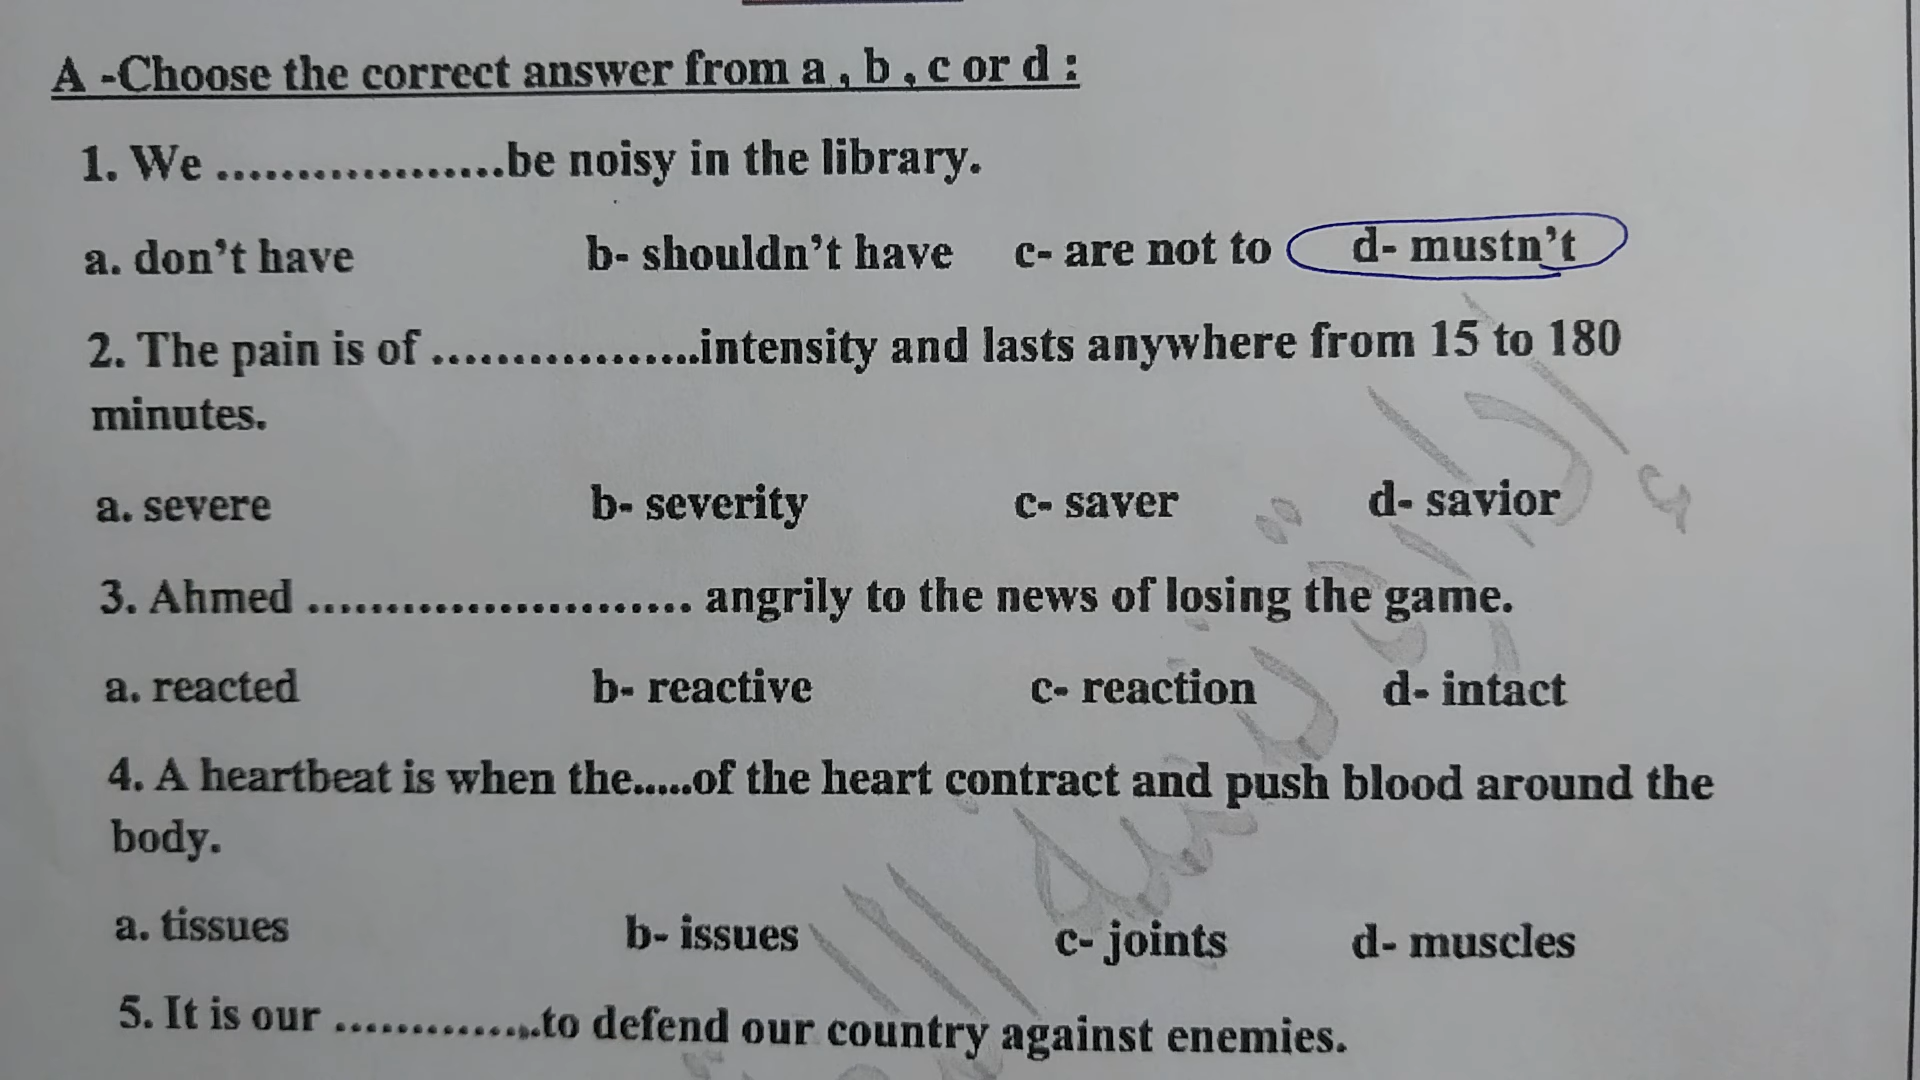 A -Choose the correct answer from a , b , c or d :
1. We ..................be noisy in the library.
a. don't have b- shouldn't have c- are not to d- mustn't
2. The pain is of .................intensity and lasts anywhere from 15 to 180
minutes.
a. severe b- severity c- saver d- savior
3. Ahmed ........................ angrily to the news of losing the game.
a. reacted b- reactive c- reaction d- intact
4. A heartbeat is when the.....of the heart contract and push blood around the
body.
a. tissues b- issues c- joints d- muscles
5. It is our ..............to defend our country against enemies.